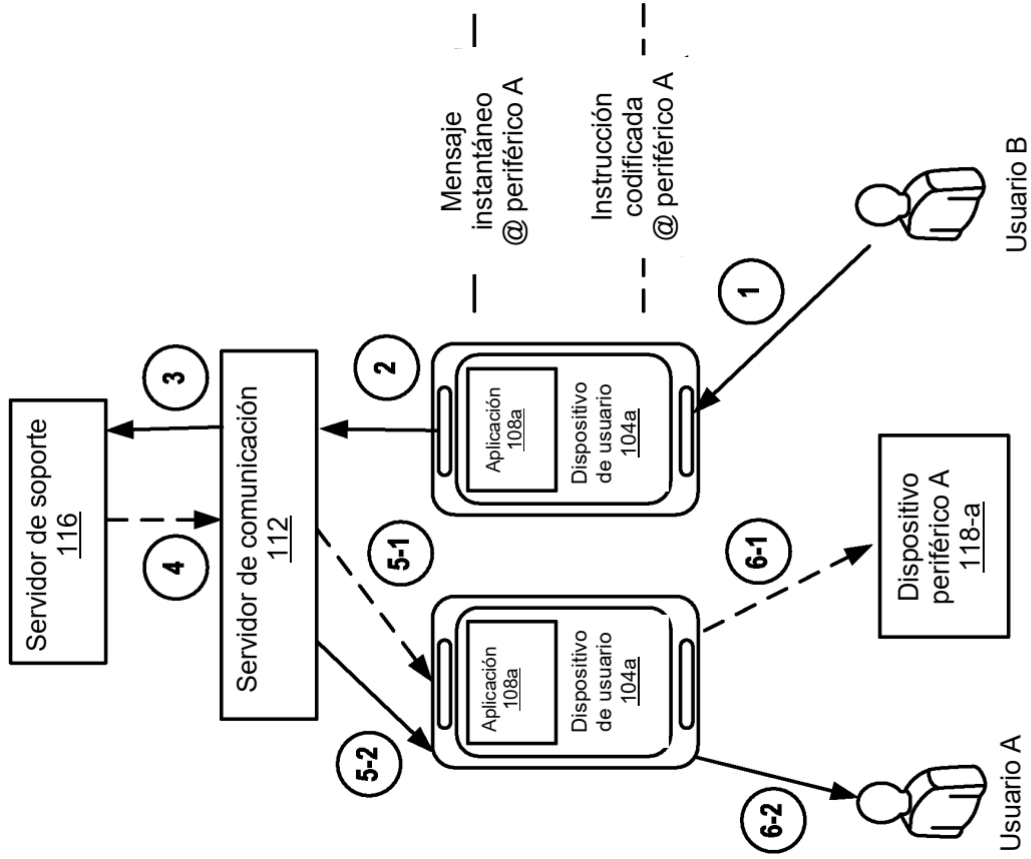 Servidor de soporte
116
3
4
Servidor de comunicación
112
5-2
5-1
2
Aplicación
108a
Dispositivo
de usuario
104a
Aplicación
108a
Dispositivo
de usuario
104a
Mensaje
instantáneo
@ periférico A
Instrucción
codificada
@ periférico A
6-2
6-1
1
Dispositivo
periférico A
118-a
Usuario A
Usuario B